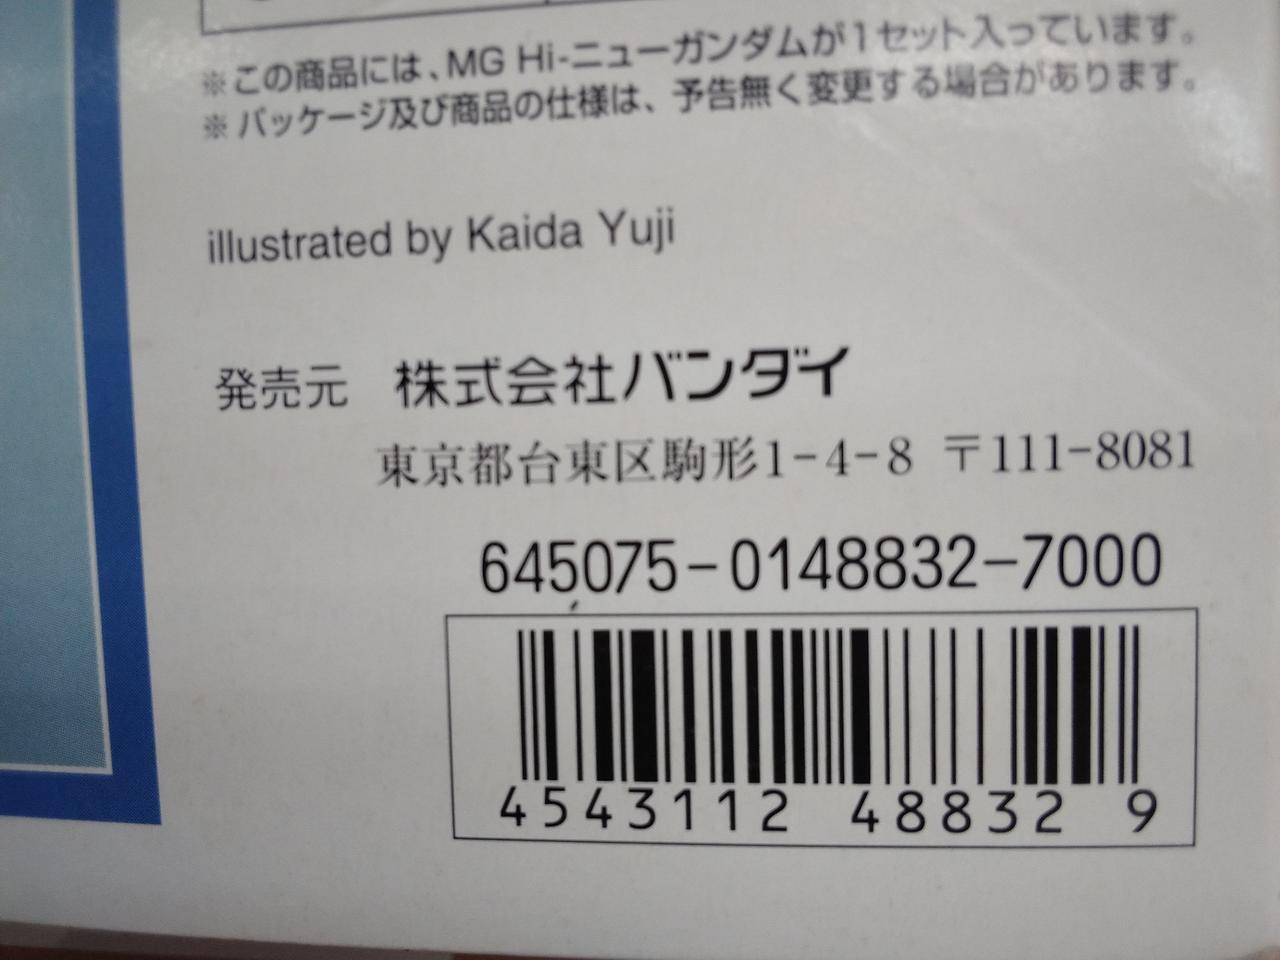 ※この商品には、MG Hi-ニューガンダムが1セット入っています。
※パッケージ及び商品の仕様は、予告無く変更する場合があります。
illustrated by Kaida Yuji
発売元 株式会社バンダイ
東京都台東区駒形1-4-8 〒111-8081
645075-0148832-7000
4543112 48832 9